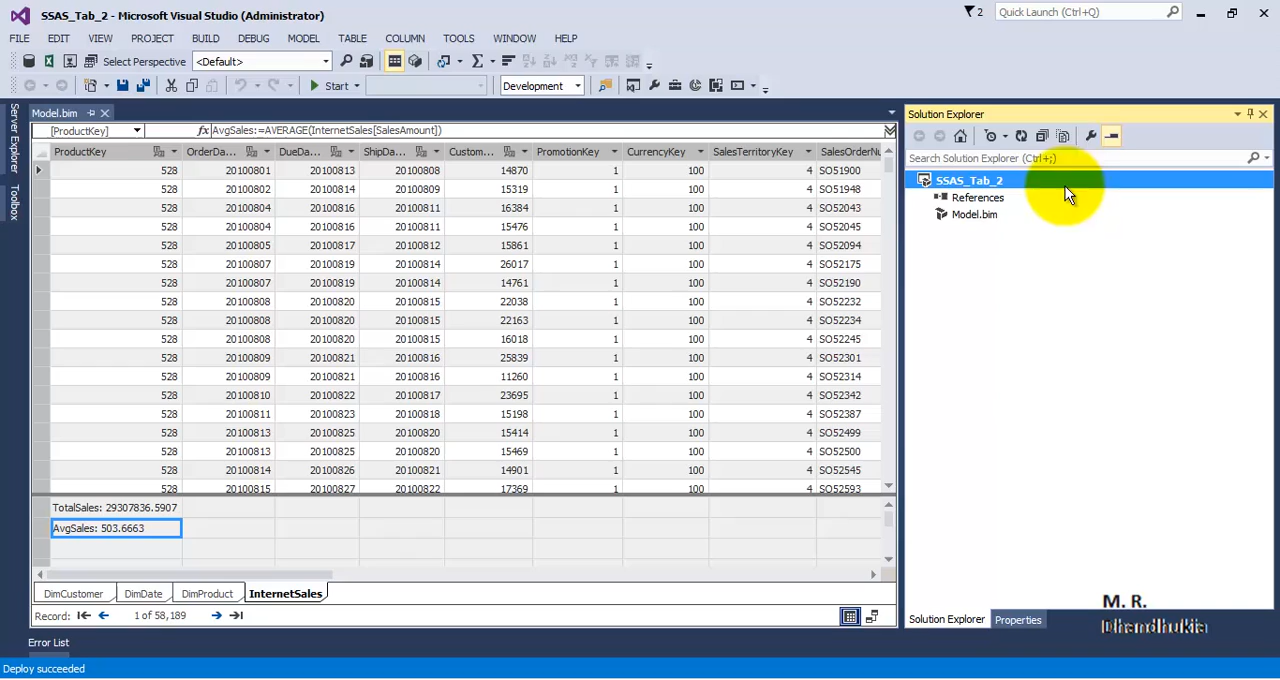 SSAS_Tab_2 - Microsoft Visual Studio (Administrator)
2
Quick Launch (Ctrl+Q)
FILE EDIT VIEW PROJECT BUILD DEBUG MODEL TABLE COLUMN TOOLS WINDOW HELP
Select Perspective <Default>
Start Development
Server Explorer
Toolbox
Model.bim
[ProductKey] fx AvgSales:=AVERAGE(InternetSales[SalesAmount])
ProductKey OrderDa... DueDa... ShipDa... Custom... PromotionKey CurrencyKey SalesTerritoryKey SalesOrderNu
528 20100801 20100813 20100808 14870 1 100 4 SO51900
528 20100802 20100814 20100809 15319 1 100 4 SO51948
528 20100804 20100816 20100811 16384 1 100 4 SO52043
528 20100804 20100816 20100811 15476 1 100 4 SO52045
528 20100805 20100817 20100812 15861 1 100 4 SO52094
528 20100807 20100819 20100814 26017 1 100 4 SO52175
528 20100807 20100819 20100814 14761 1 100 4 SO52190
528 20100808 20100820 20100815 22038 1 100 4 SO52232
528 20100808 20100820 20100815 22163 1 100 4 SO52234
528 20100808 20100820 20100815 16018 1 100 4 SO52245
528 20100809 20100821 20100816 25839 1 100 4 SO52301
528 20100809 20100821 20100816 11260 1 100 4 SO52314
528 20100810 20100822 20100817 23695 1 100 4 SO52342
528 20100811 20100823 20100818 15198 1 100 4 SO52387
528 20100813 20100825 20100820 15414 1 100 4 SO52499
528 20100813 20100825 20100820 15469 1 100 4 SO52500
528 20100814 20100826 20100821 14901 1 100 4 SO52545
528 20100815 20100827 20100822 17369 1 100 4 SO52593
TotalSales: 29307836.5907
AvgSales: 503.6663
DimCustomer DimDate DimProduct InternetSales
Record: 1 of 58,189
Error List
Deploy succeeded
Solution Explorer
Search Solution Explorer (Ctrl+;)
SSAS_Tab_2
References
Model.bim
M. R.
Dhandhukia
Solution Explorer Properties